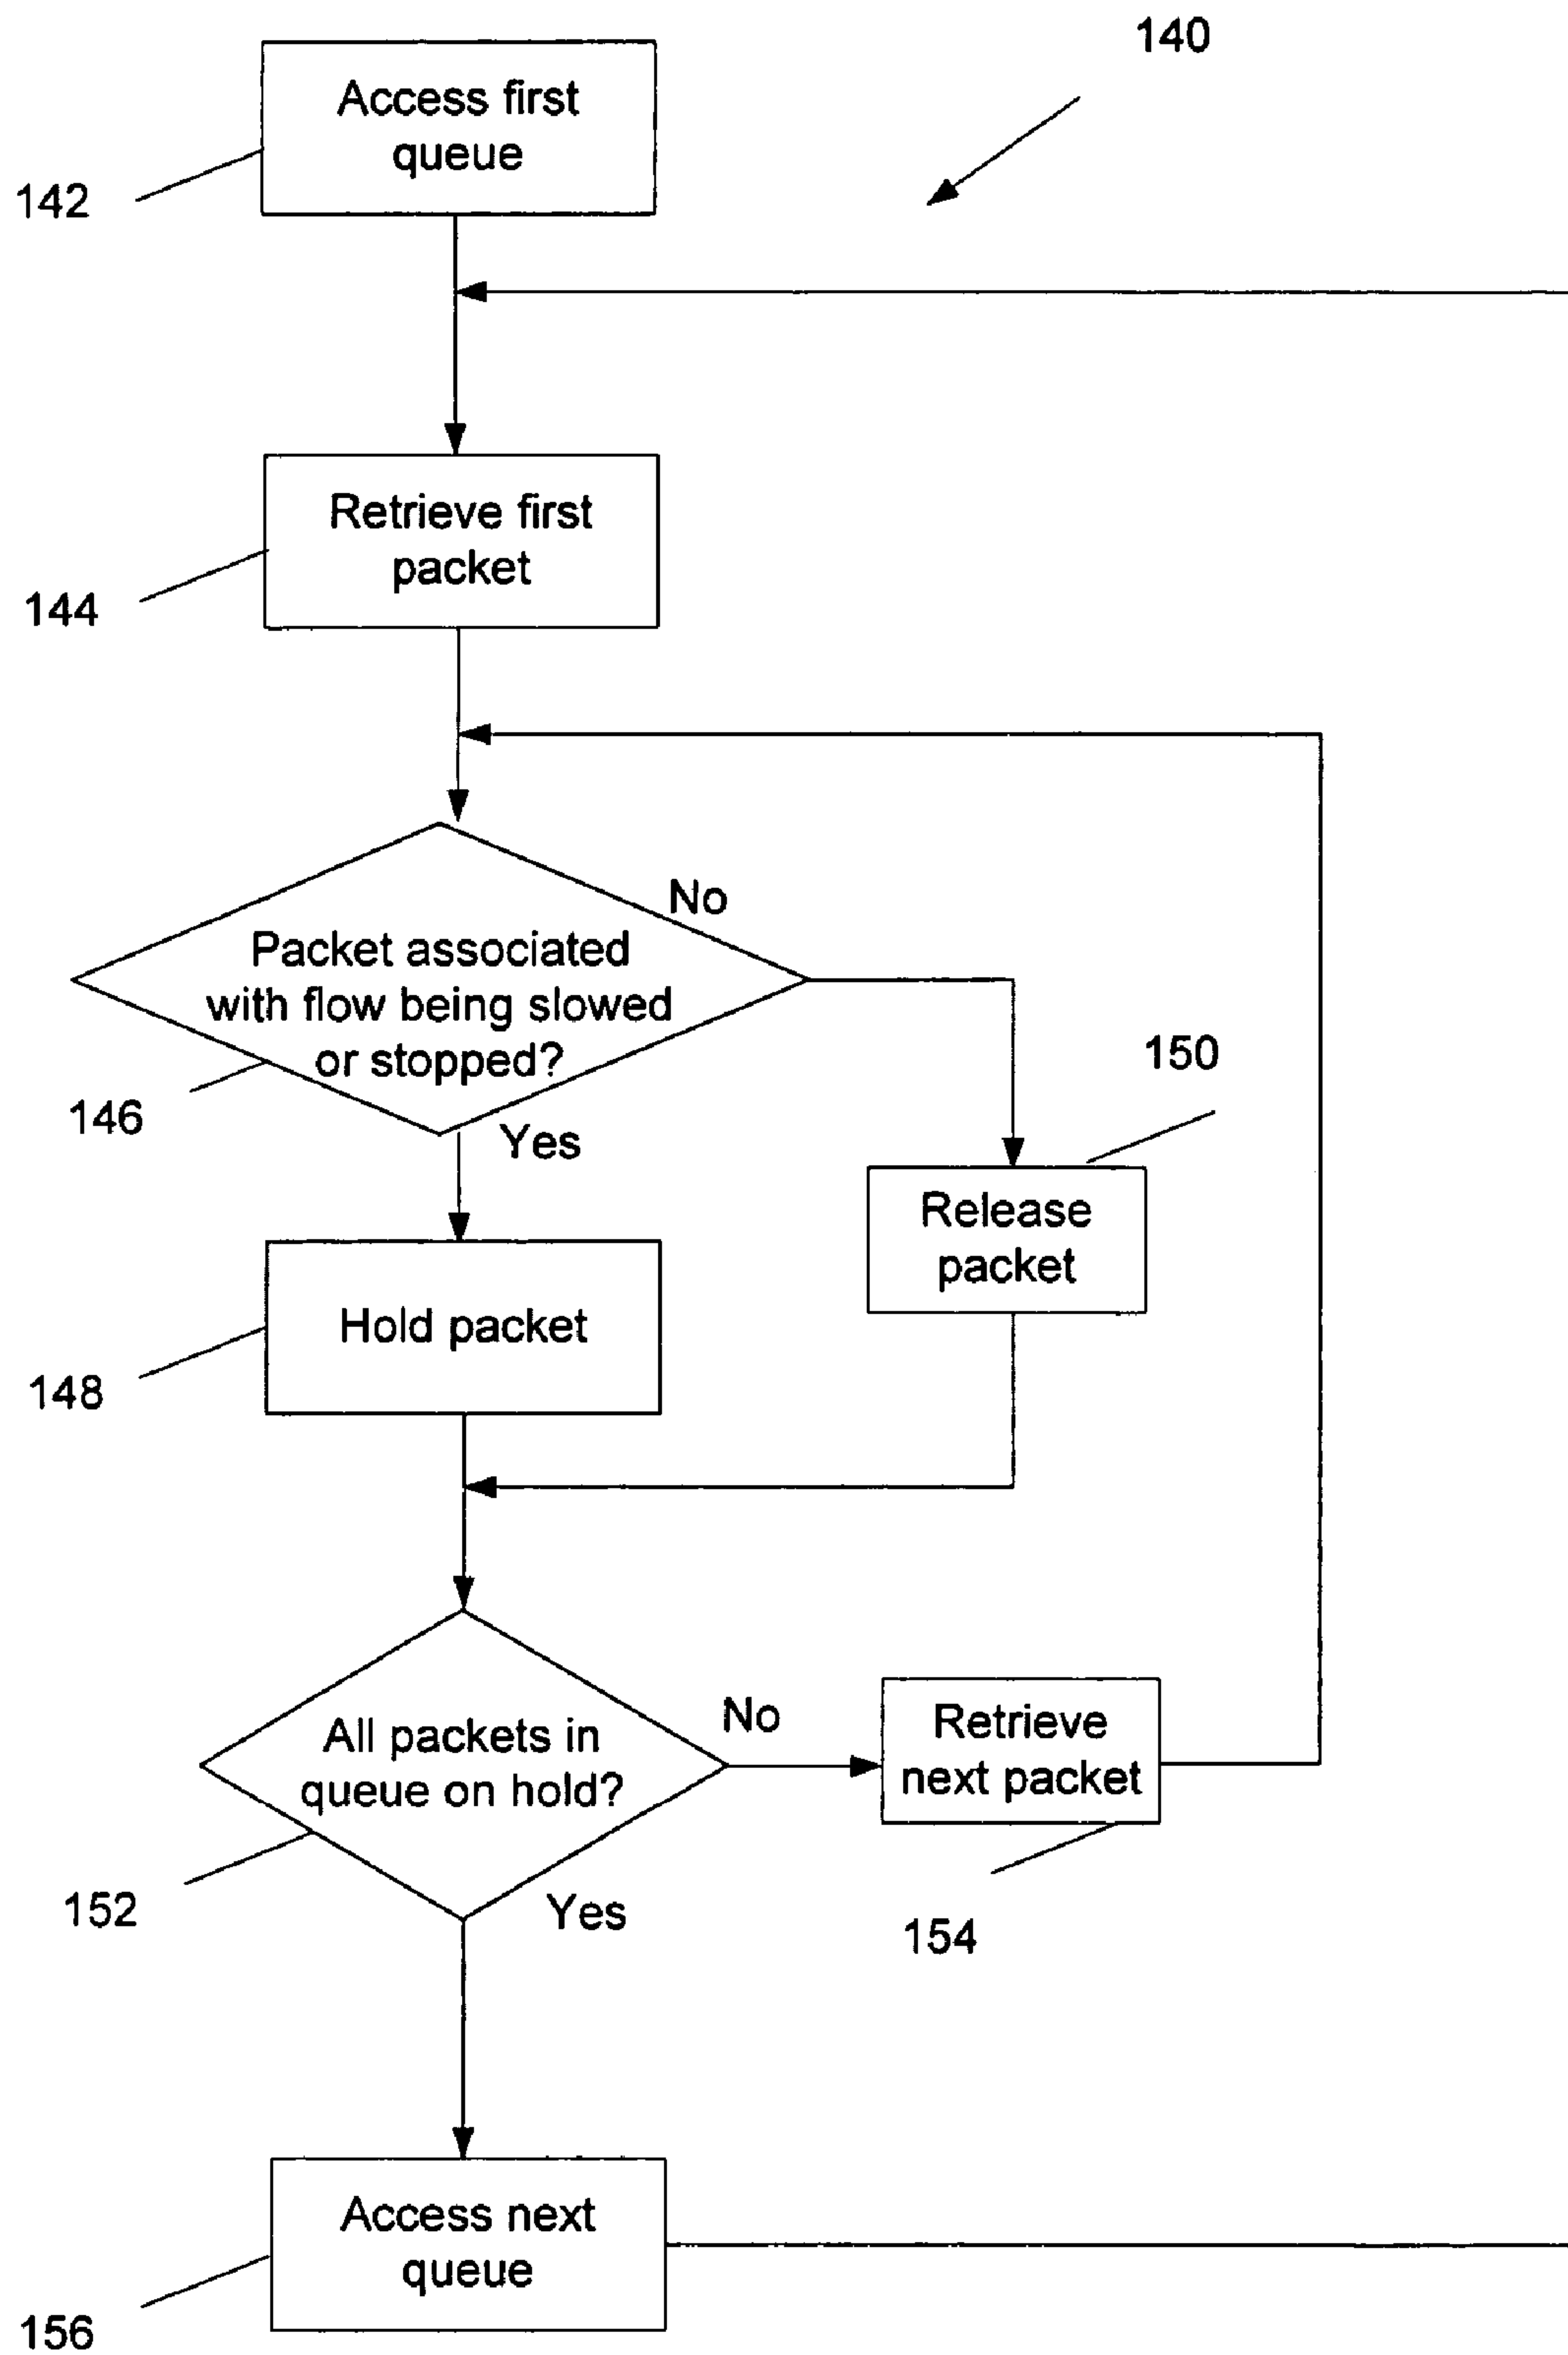 140
Access first
queue
142
Retrieve first
packet
144
No
Packet associated
with flow being slowed
or stopped?
146
Yes
150
Release
packet
Hold packet
148
All packets in
queue on hold?
No
Retrieve
next packet
152
Yes
154
Access next
queue
156